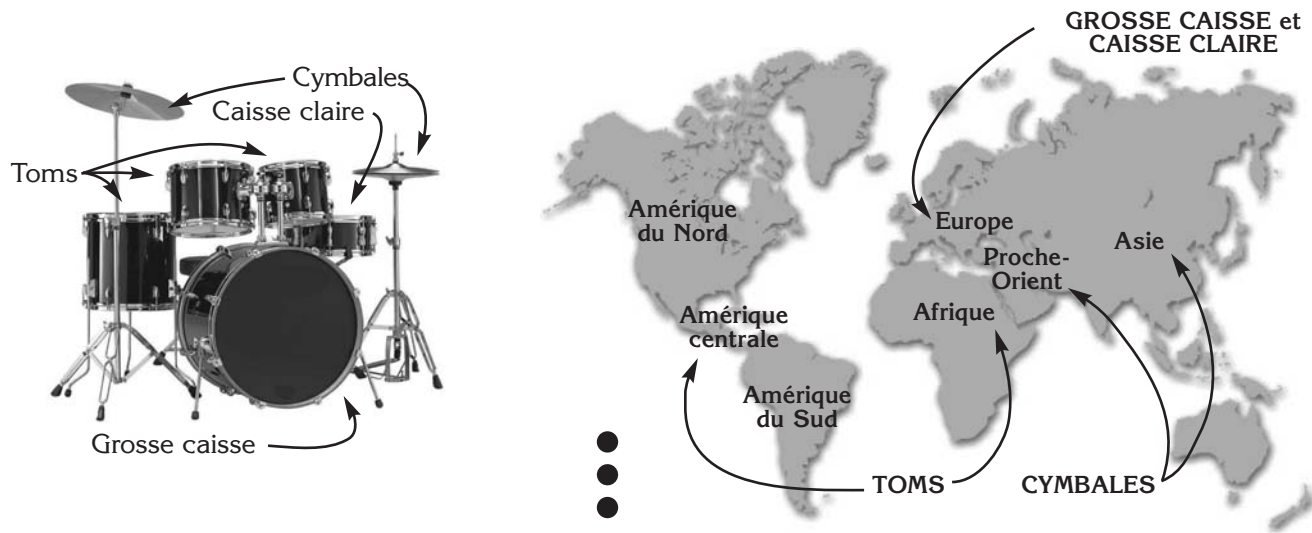 Cymbales
Caisse claire
Toms
Grosse caisse
GROSSE CAISSE et
CAISSE CLAIRE
Amérique
du Nord
Europe
Asie
Proche-
Orient
Amérique
centrale
Afrique
Amérique
du Sud
TOMS
CYMBALES